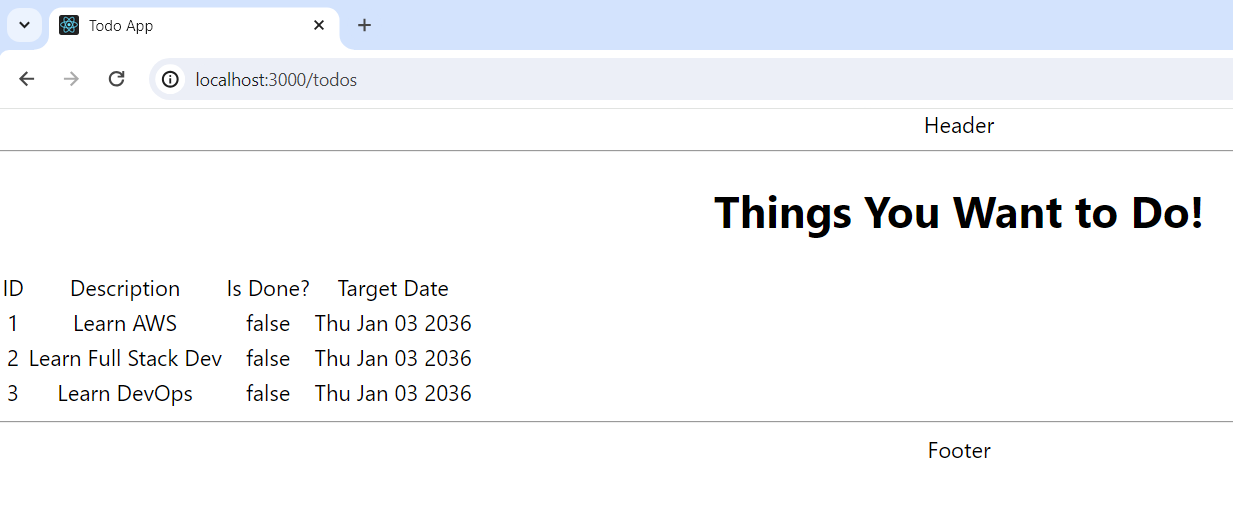 Todo App
localhost:3000/todos
Header
Things You Want to Do!
ID Description Is Done? Target Date
1 Learn AWS false Thu Jan 03 2036
2 Learn Full Stack Dev false Thu Jan 03 2036
3 Learn DevOps false Thu Jan 03 2036
Footer